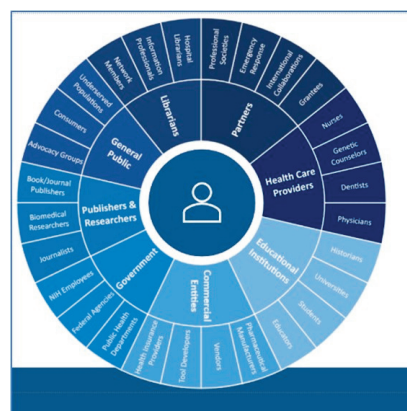 Librarians
Hospital
Librarians
Information
Professionals
Network
Members
Partners
Professional
Societies
Emergency
Response
International
Collaborations
Grantees
Health Care
Providers
Nurses
Genetic
Counselors
Dentists
Physicians
Educational
Institutions
Historians
Universities
Students
Educators
Commercial
Entities
Pharmaceutical
Manufacturers
Vendors
Tool Developers
Health Insurance
Providers
Government
Public Health
Departments
Federal Agencies
NIH Employees
Publishers &
Researchers
Journalists
Biomedical
Researchers
Book/Journal
Publishers
General
Public
Advocacy Groups
Consumers
Underserved
Populations